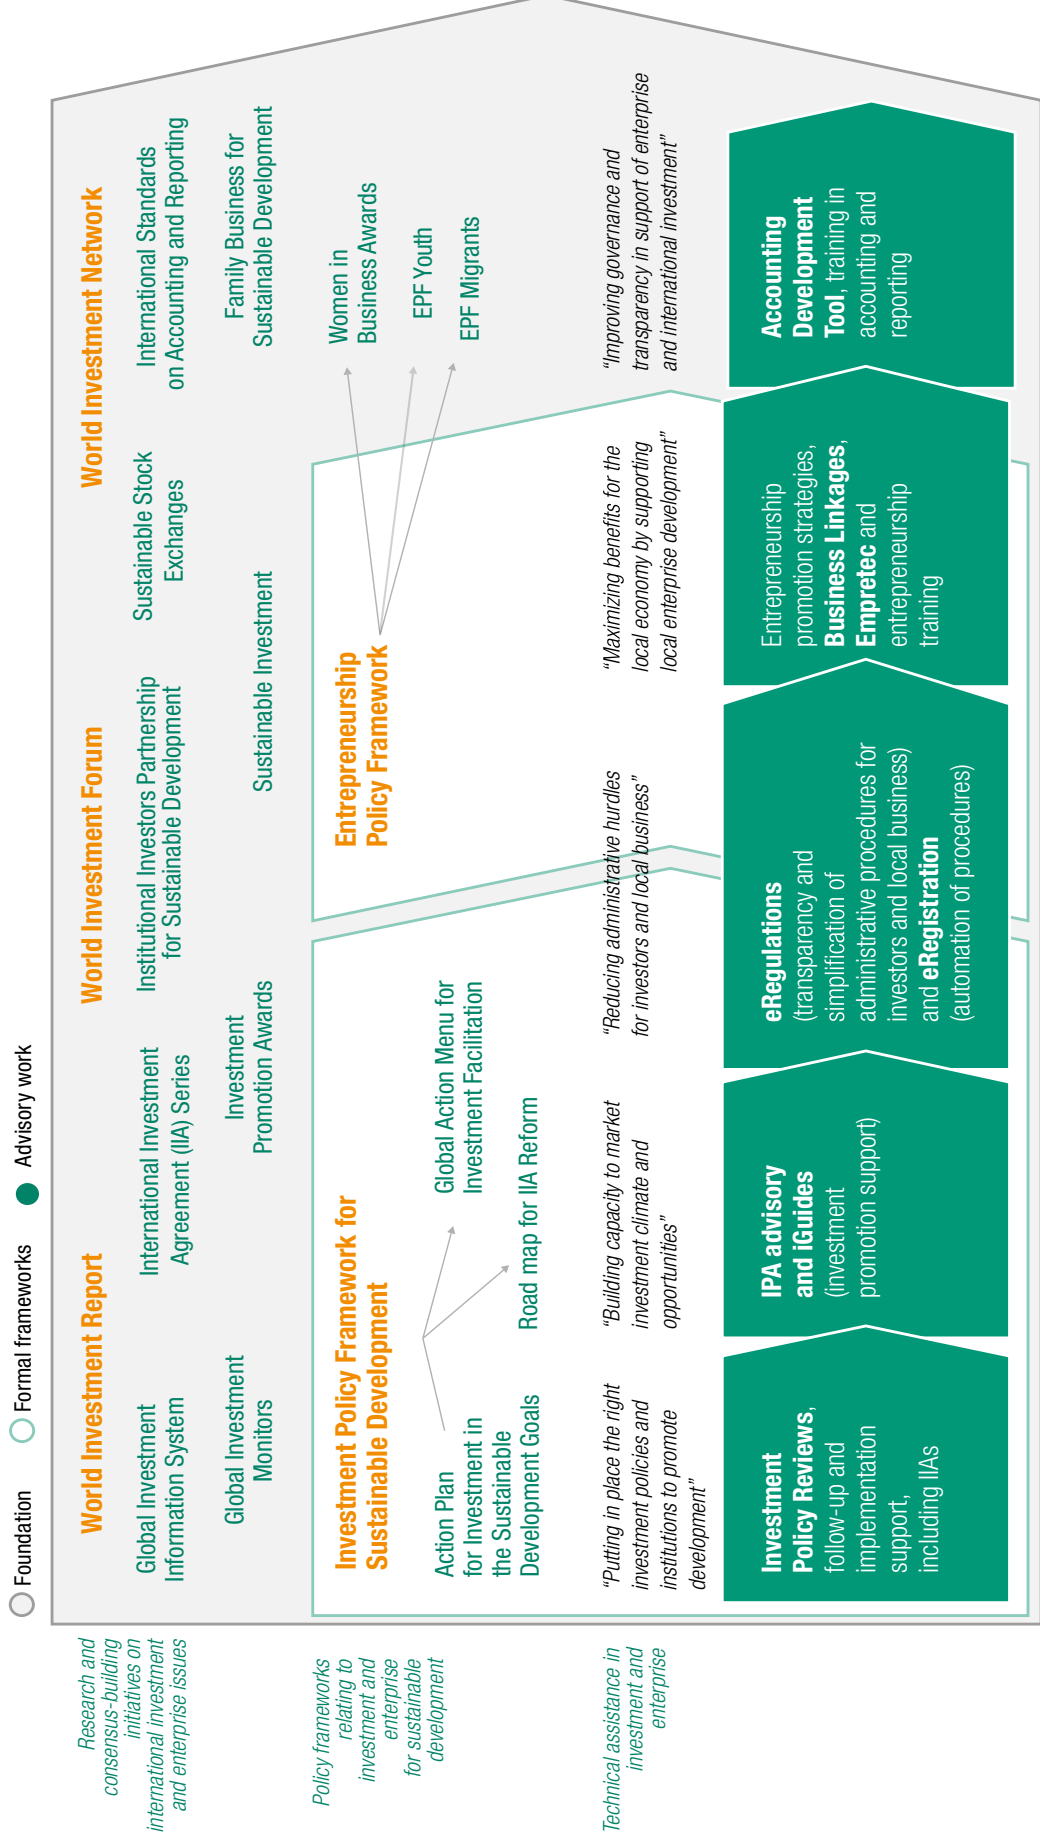 Foundation
Formal frameworks
Advisory work
Research and
consensus-building
initiatives on
international investment
and enterprise issues
World Investment Report
World Investment Forum
World Investment Network
Global Investment
Information System
International Investment
Agreement (IIA) Series
Institutional Investors Partnership
for Sustainable Development
Sustainable Stock
Exchanges
International Standards
on Accounting and Reporting
Global Investment
Monitors
Investment
Promotion Awards
Sustainable Investment
Family Business for
Sustainable Development
Policy frameworks
relating to
investment and
enterprise
for sustainable
development
Investment Policy Framework for
Sustainable Development
Action Plan
for Investment in
the Sustainable
Development Goals
Global Action Menu for
Investment Facilitation
Road map for IIA Reform
Entrepreneurship
Policy Framework
Women in
Business Awards
EPF Youth
EPF Migrants
Technical assistance in
investment and
enterprise
“Putting in place the right
investment policies and
institutions to promote
development”
“Building capacity to market
investment climate and
opportunities”
“Reducing administrative hurdles
for investors and local business”
“Maximizing benefits for the
local economy by supporting
local enterprise development”
“Improving governance and
transparency in support of enterprise
and international investment”
Investment
Policy Reviews,
follow-up and
implementation
support,
including IIAs
IPA advisory
and iGuides
(investment
promotion support)
eRegulations
(transparency and
simplification of
administrative procedures for
investors and local business)
and eRegistration
(automation of procedures)
Entrepreneurship
promotion strategies,
Business Linkages,
Empretec and
entrepreneurship
training
Accounting
Development
Tool, training in
accounting and
reporting